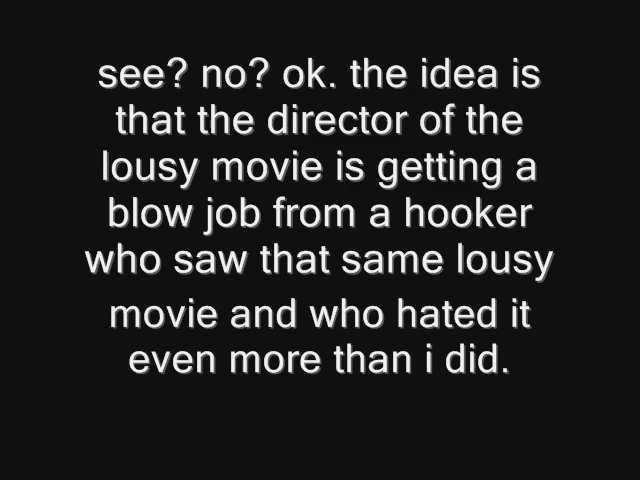 see? no? ok. the idea is
that the director of the
lousy movie is getting a
blow job from a hooker
who saw that same lousy
movie and who hated it
even more than i did.